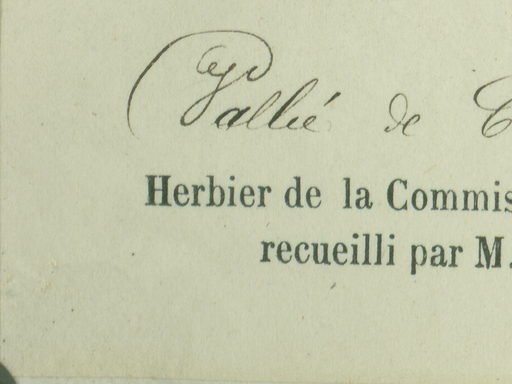 Vallée de
Herbier de la Commis
recueilli par M.